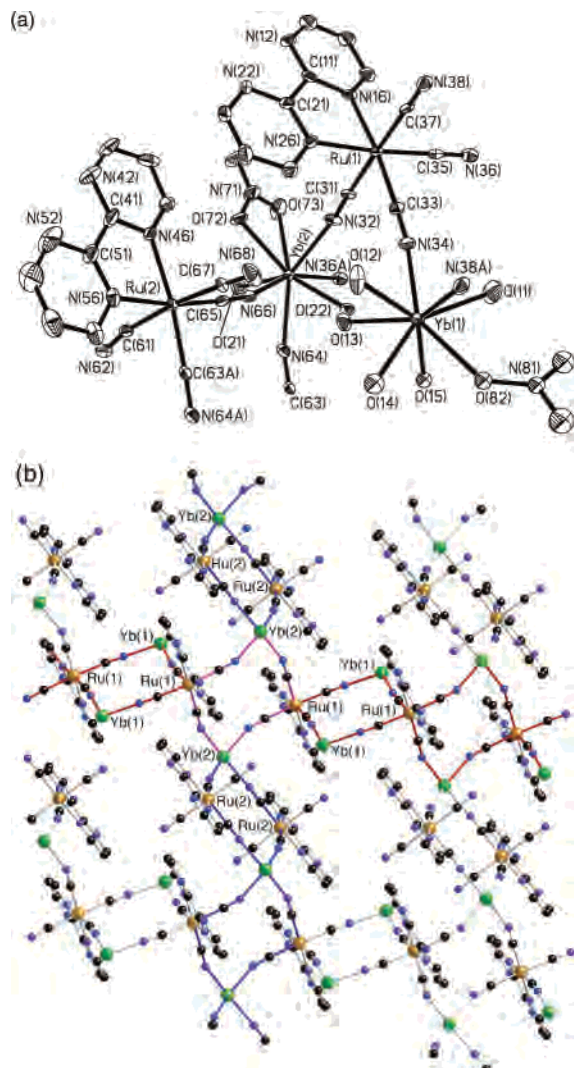 (a)
N(12)
C(11)
N(22)
N(38)
N(16)
C(21)
C(37)
N(26)
Ru(1)
C(35)
N(36)
N(42)
C(31)
N(71)
O(73)
C(33)
C(41)
N(32)
N(52)
O(72)
Yb(2)
N(34)
N(46)
O(12)
C(51)
N(68)
C(67)
N(36A)
N(38A)
Ru(2)
N(56)
N(66)
O(22)
O(11)
C(65)
Yb(1)
C(61)
O(21)
O(13)
N(62)
N(64)
N(81)
C(63A)
O(14)
O(15)
O(82)
C(63)
N(64A)
(b)
Yb(2)
Ru(2)
Ru(2)
Yb(2)
Yb(1)
Yb(1)
Ru(1)
Ru(1)
Ru(1)
Yb(1)
Ru(1)
Yb(1)
Yb(2)
Ru(2)
Ru(2)